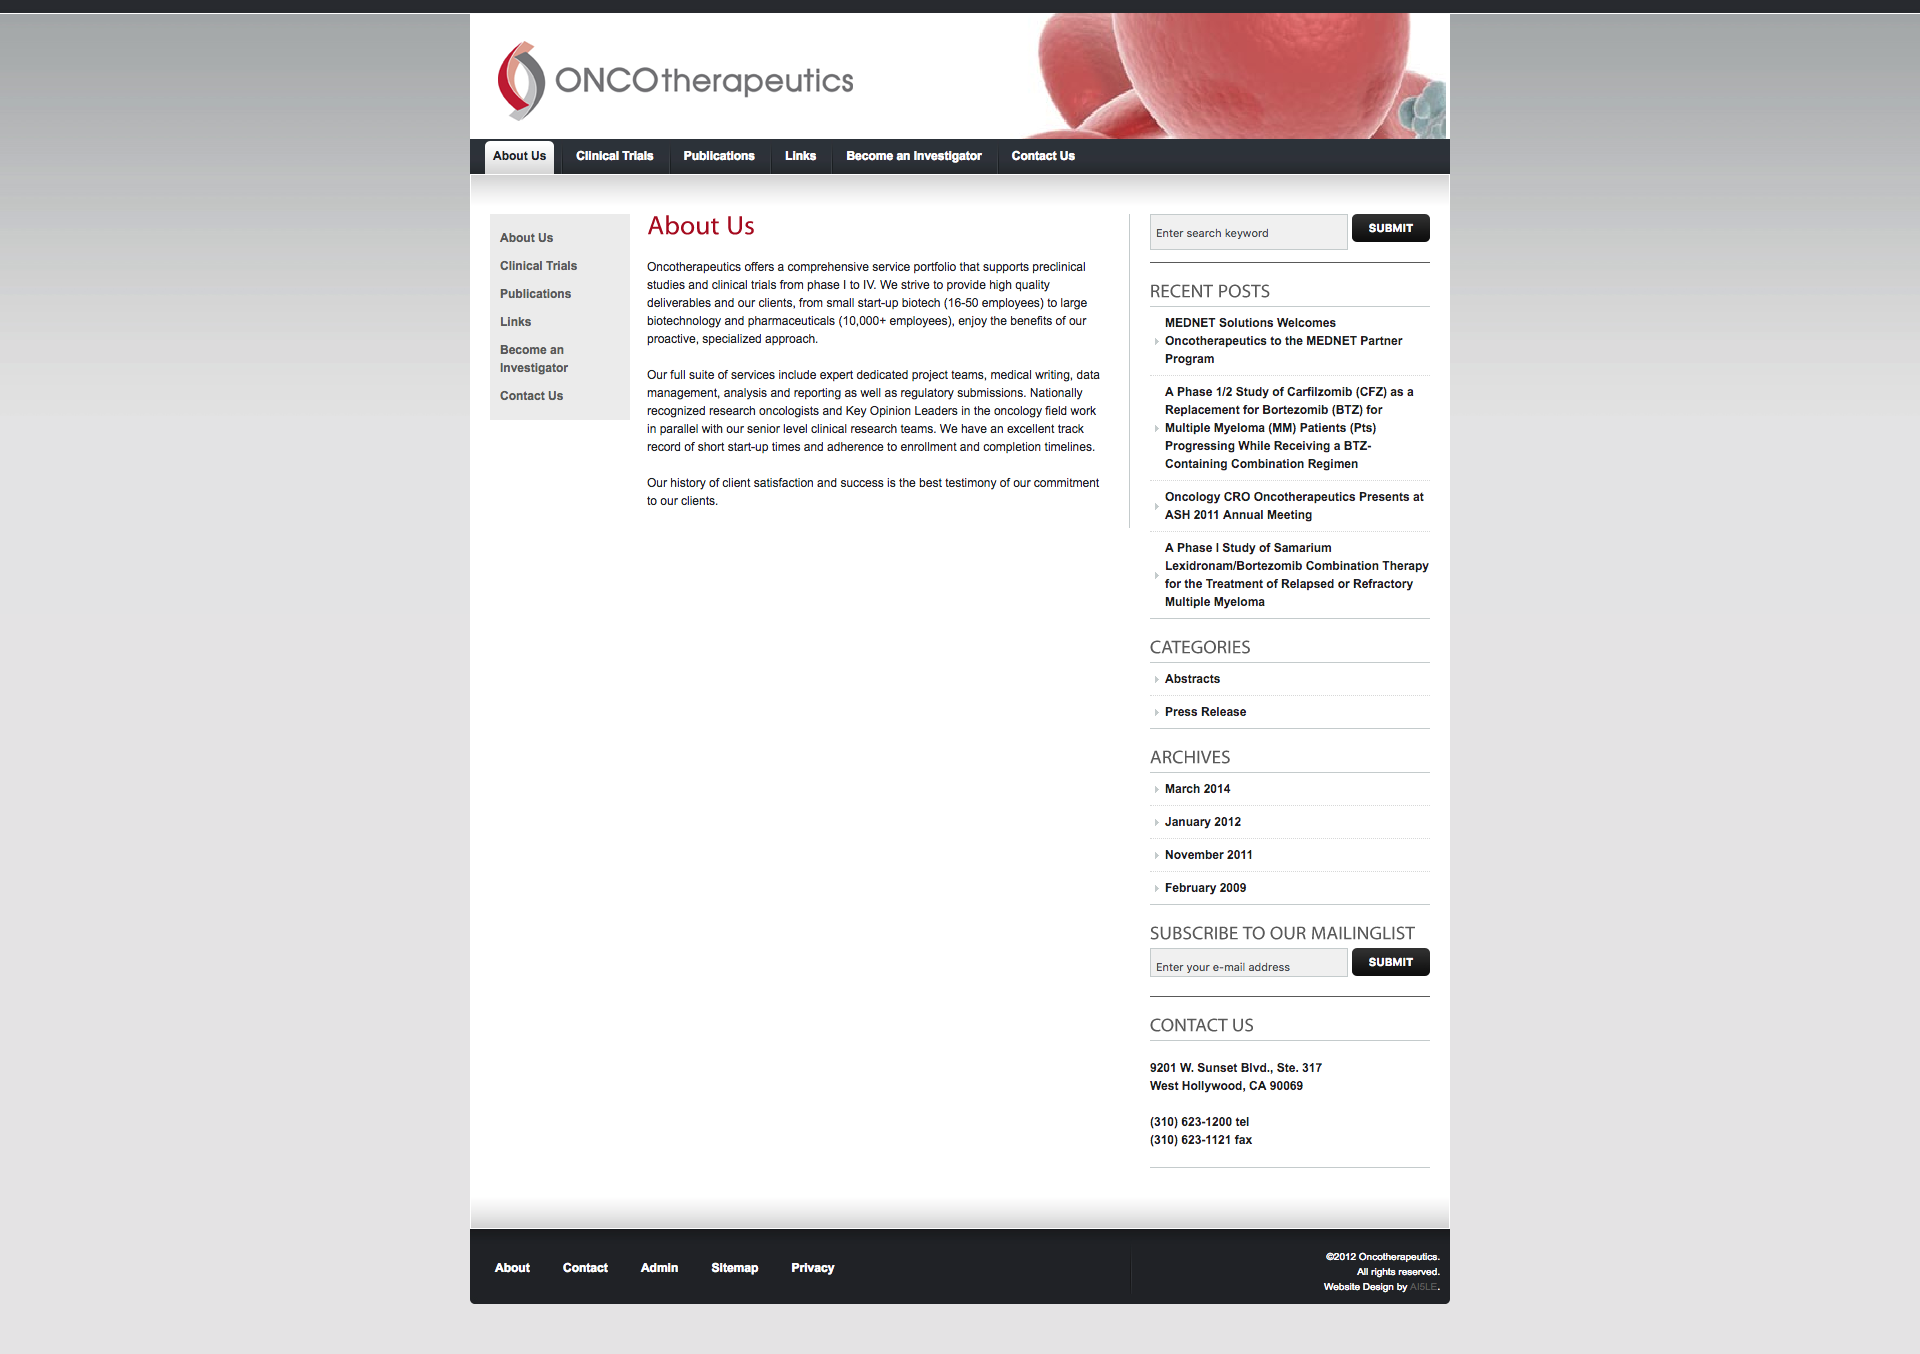 ONCOtherapeutics
About Us
Clinical Trials
Publications
Links
Become an Investigator
Contact Us
About Us
Clinical Trials
Publications
Links
Become an
Investigator
Contact Us
About Us
Oncotherapeutics offers a comprehensive service portfolio that supports preclinical
studies and clinical trials from phase I to IV. We strive to provide high quality
deliverables and our clients, from small start-up biotech (16-50 employees) to large
biotechnology and pharmaceuticals (10,000+ employees), enjoy the benefits of our
proactive, specialized approach.
Our full suite of services include expert dedicated project teams, medical writing, data
management, analysis and reporting as well as regulatory submissions. Nationally
recognized research oncologists and Key Opinion Leaders in the oncology field work
in parallel with our senior level clinical research teams. We have an excellent track
record of short start-up times and adherence to enrollment and completion timelines.
Our history of client satisfaction and success is the best testimony of our commitment
to our clients.
Enter search keyword
SUBMIT
RECENT POSTS
MEDNET Solutions Welcomes
Oncotherapeutics to the MEDNET Partner
Program
A Phase 1/2 Study of Carfilzomib (CFZ) as a
Replacement for Bortezomib (BTZ) for
Multiple Myeloma (MM) Patients (Pts)
Progressing While Receiving a BTZ-
Containing Combination Regimen
Oncology CRO Oncotherapeutics Presents at
ASH 2011 Annual Meeting
A Phase I Study of Samarium
Lexidronam/Bortezomib Combination Therapy
for the Treatment of Relapsed or Refractory
Multiple Myeloma
CATEGORIES
Abstracts
Press Release
ARCHIVES
March 2014
January 2012
November 2011
February 2009
SUBSCRIBE TO OUR MAILINGLIST
Enter your e-mail address
SUBMIT
CONTACT US
9201 W. Sunset Blvd., Ste. 317
West Hollywood, CA 90069
(310) 623-1200 tel
(310) 623-1121 fax
About
Contact
Admin
Sitemap
Privacy
©2012 Oncotherapeutics.
All rights reserved.
Website Design by AI5LE.